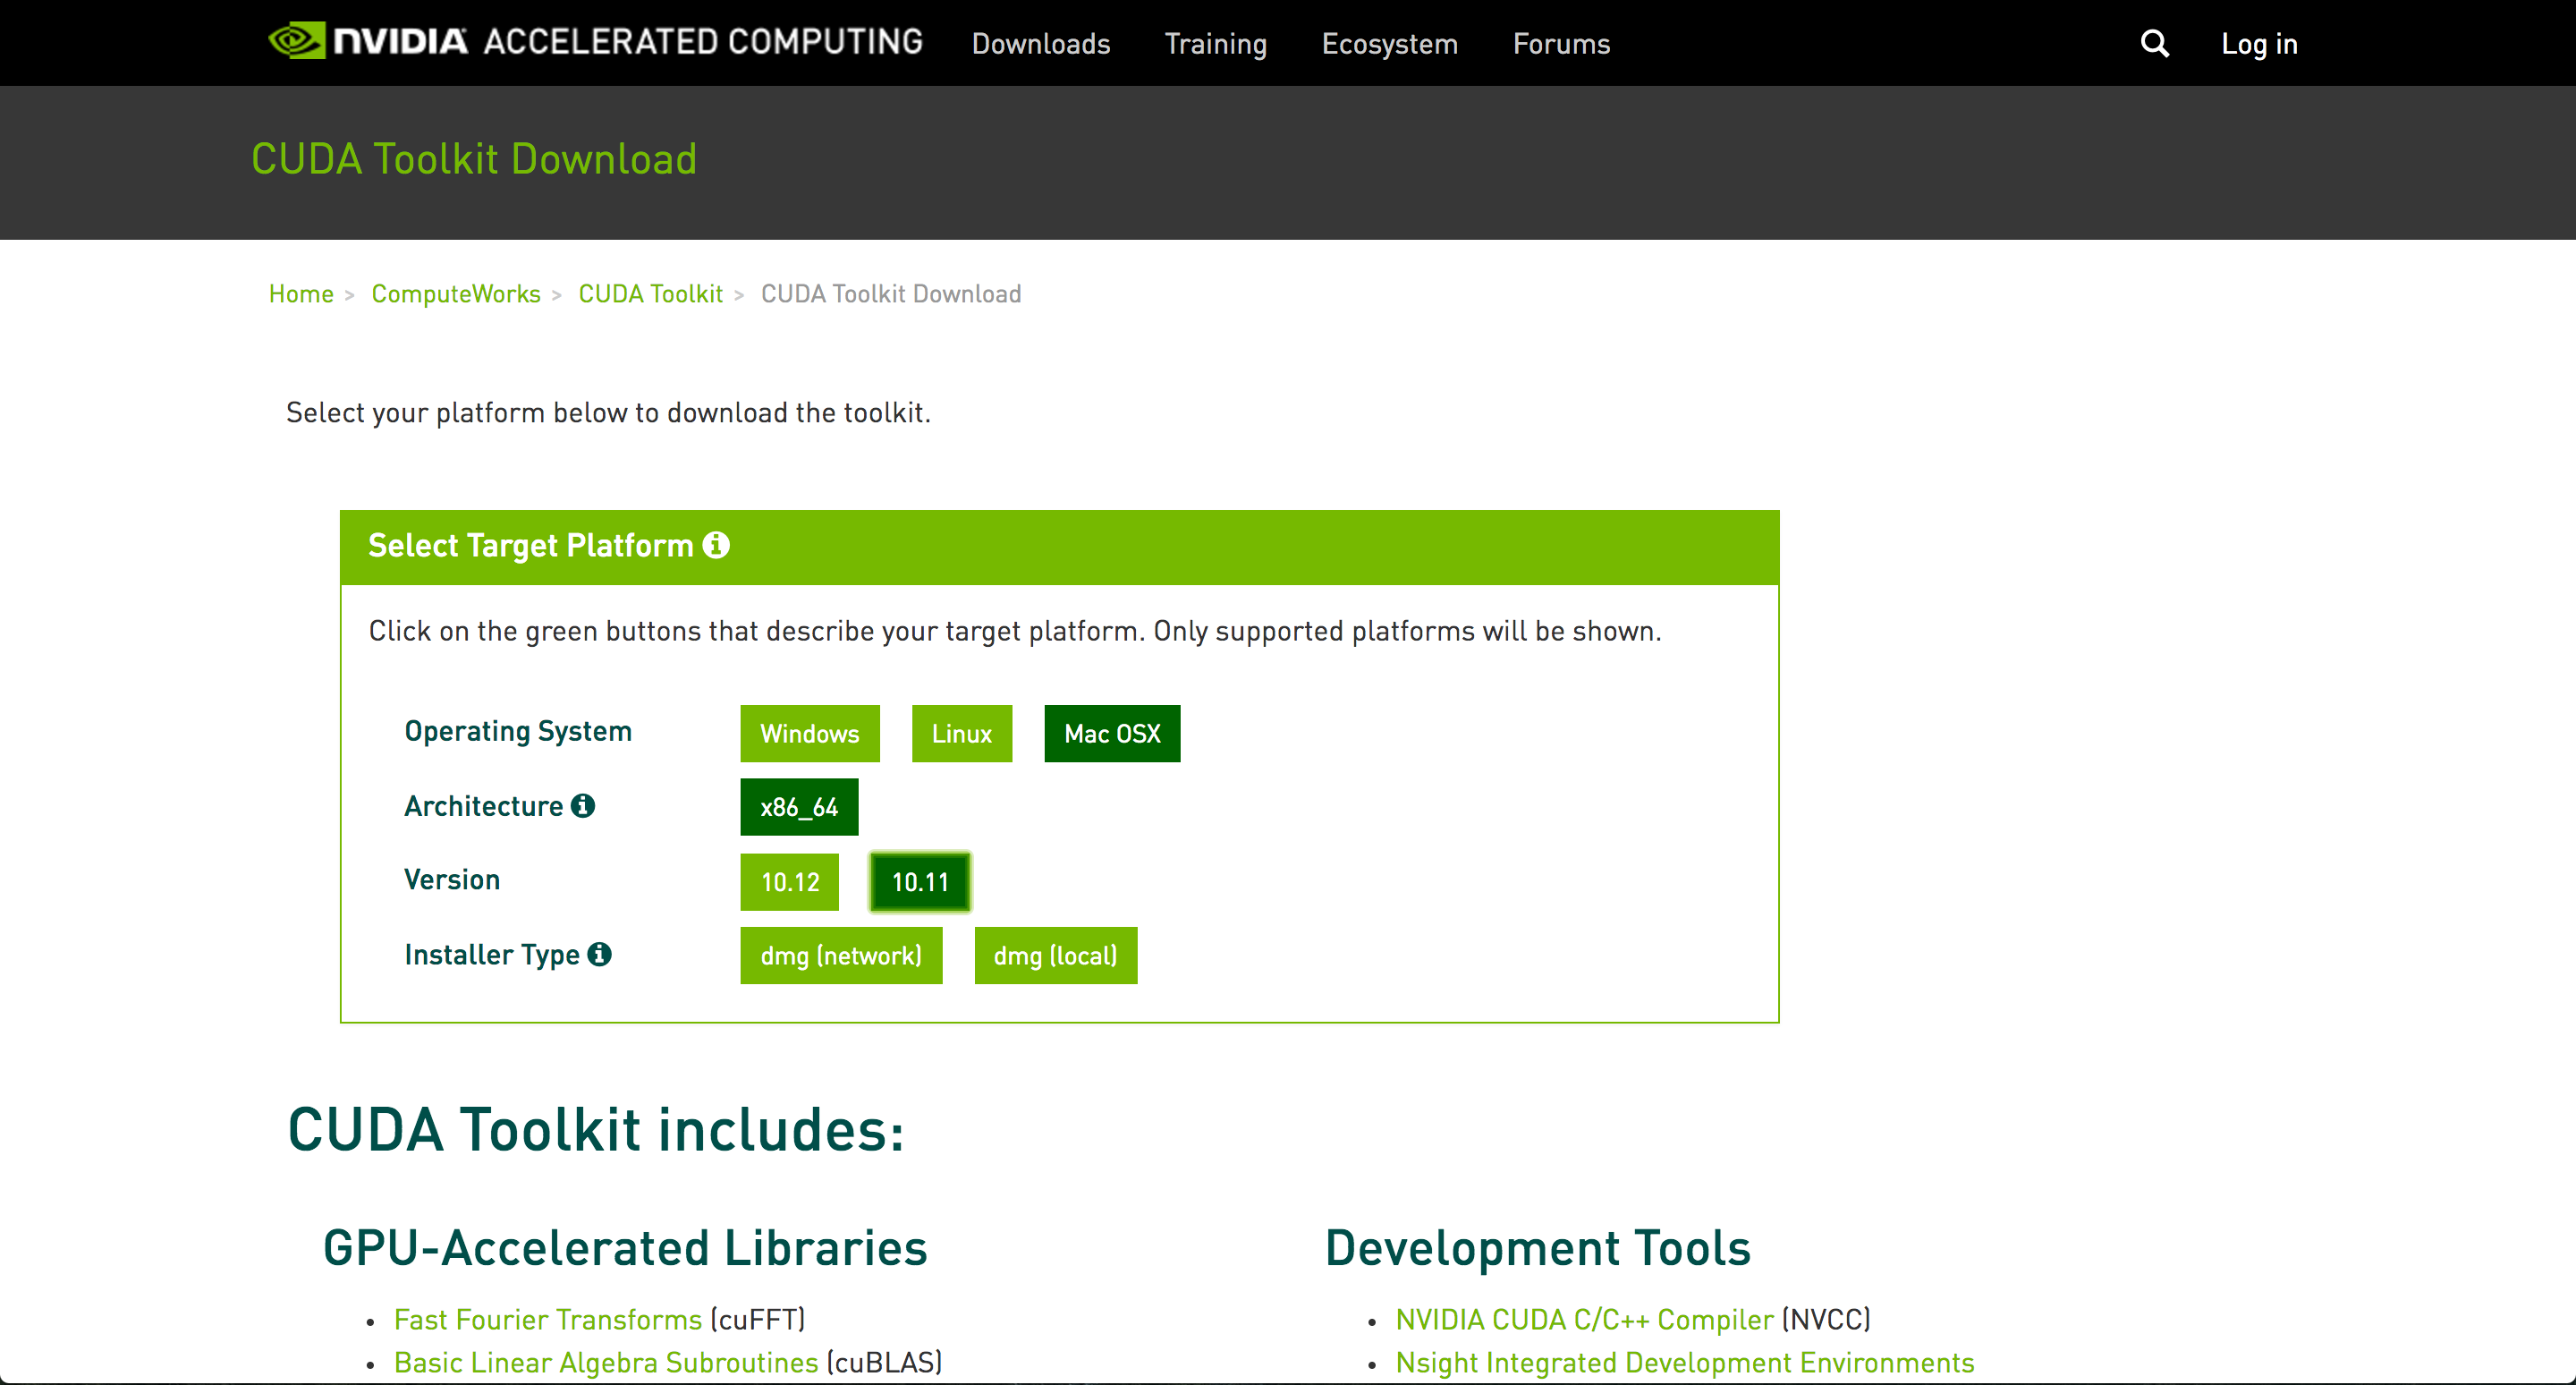 NVIDIA ACCELERATED COMPUTING Downloads Training Ecosystem Forums Log in
CUDA Toolkit Download
Home > ComputeWorks > CUDA Toolkit > CUDA Toolkit Download
Select your platform below to download the toolkit.
Select Target Platform
Click on the green buttons that describe your target platform. Only supported platforms will be shown.
Operating System Windows Linux Mac OSX
Architecture x86_64
Version 10.12 10.11
Installer Type dmg (network) dmg (local)
CUDA Toolkit includes:
GPU-Accelerated Libraries
• Fast Fourier Transforms (cuFFT)
• Basic Linear Algebra Subroutines (cuBLAS)
Development Tools
• NVIDIA CUDA C/C++ Compiler (NVCC)
• Nsight Integrated Development Environments